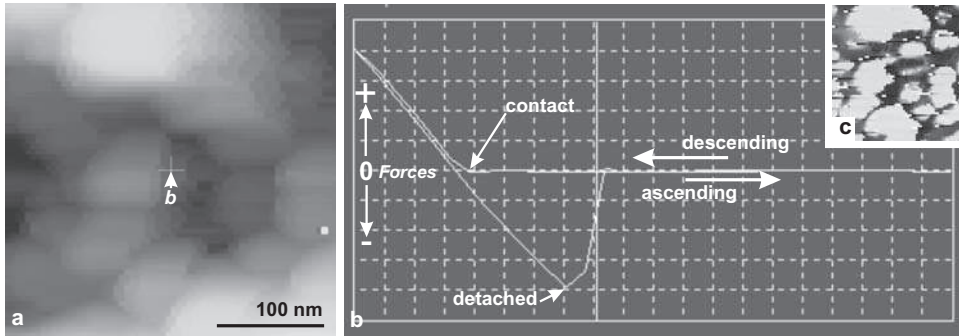 b
100 nm
a
+
0 Forces
-
contact
descending
ascending
detached
b
c